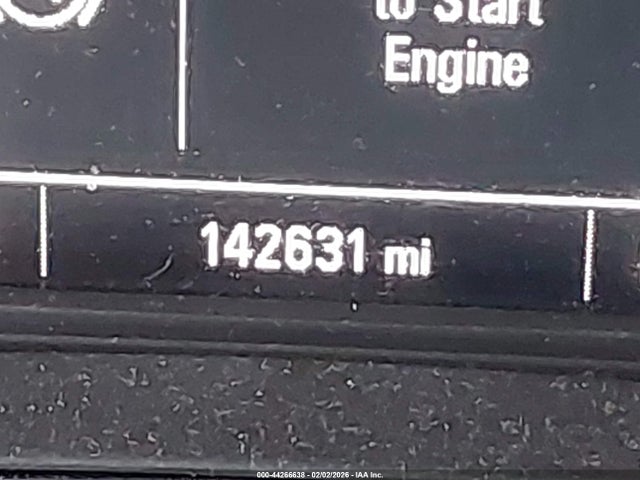 to Start
Engine
142631 mi
000-44266638 - 02/02/2026 - IAA Inc.